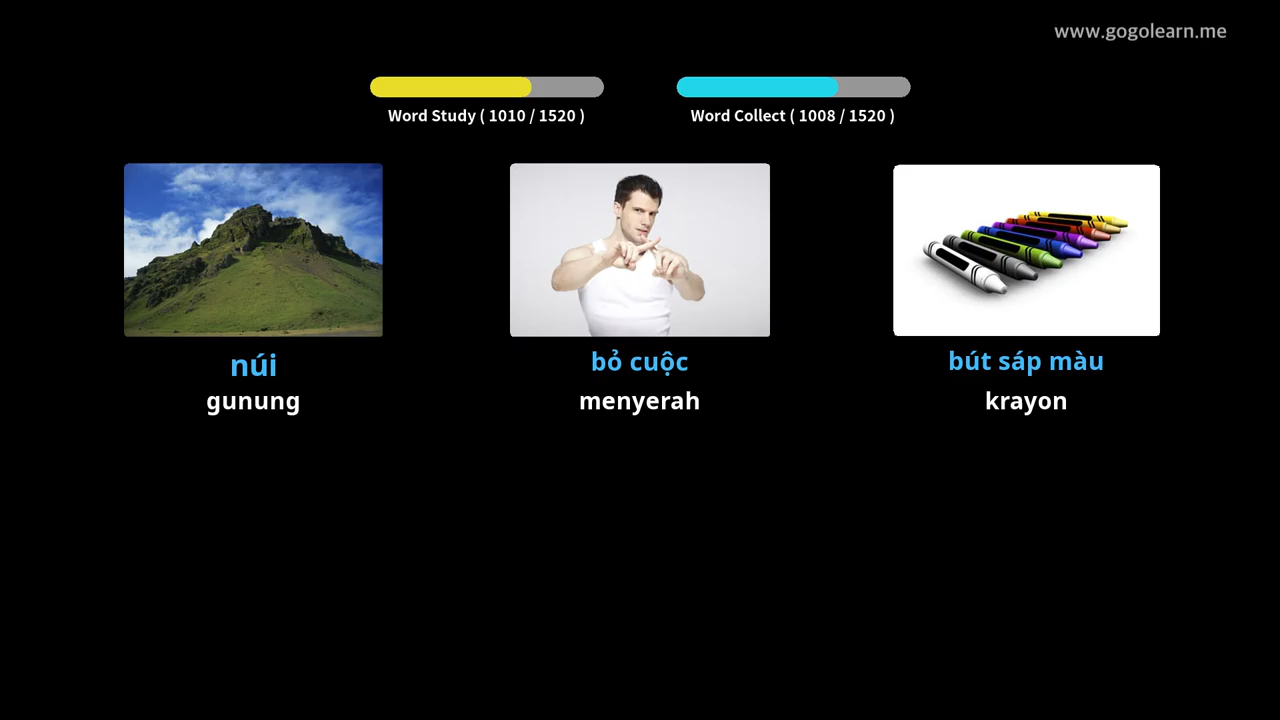 www.gogolearn.me
Word Study ( 1010 / 1520 )
Word Collect ( 1008 / 1520 )
núi
gunung
bỏ cuộc
menyerah
bút sáp màu
krayon